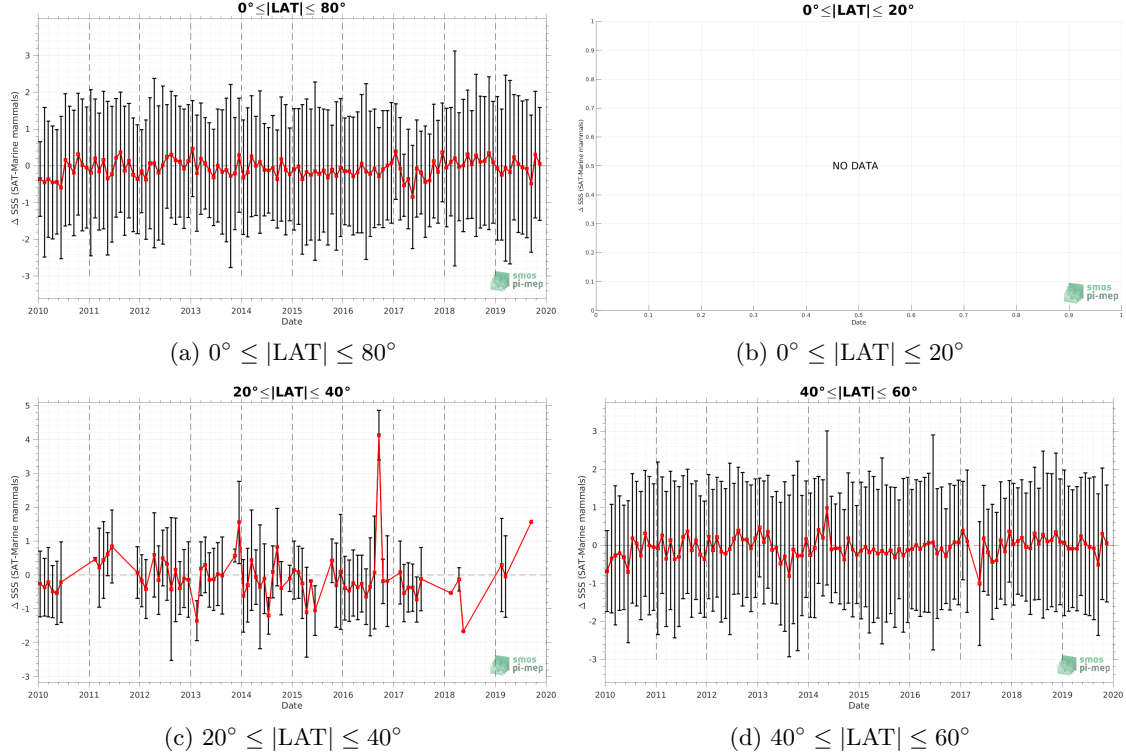 0°≤|LAT|≤ 80°
Δ SSS (SAT-Marine mammals)
3
2
1
0
-1
-2
-3
2010 2011 2012 2013 2014 2015 2016 2017 2018 2019 2020
Date
smos
pi-mep
(a) 0° ≤ |LAT| ≤ 80°
0°≤|LAT|≤ 20°
Δ SSS (SAT-Marine mammals)
1
0.9
0.8
0.7
0.6
0.5
0.4
0.3
0.2
0.1
0
NO DATA
0 0.1 0.2 0.3 0.4 0.5 0.6 0.7 0.8 0.9 1
Date
smos
pi-mep
(b) 0° ≤ |LAT| ≤ 20°
20°≤|LAT|≤ 40°
Δ SSS (SAT-Marine mammals)
5
4
3
2
1
0
-1
-2
-3
2010 2011 2012 2013 2014 2015 2016 2017 2018 2019 2020
Date
smos
pi-mep
(c) 20° ≤ |LAT| ≤ 40°
40°≤|LAT|≤ 60°
Δ SSS (SAT-Marine mammals)
3
2
1
0
-1
-2
-3
2010 2011 2012 2013 2014 2015 2016 2017 2018 2019 2020
Date
smos
pi-mep
(d) 40° ≤ |LAT| ≤ 60°